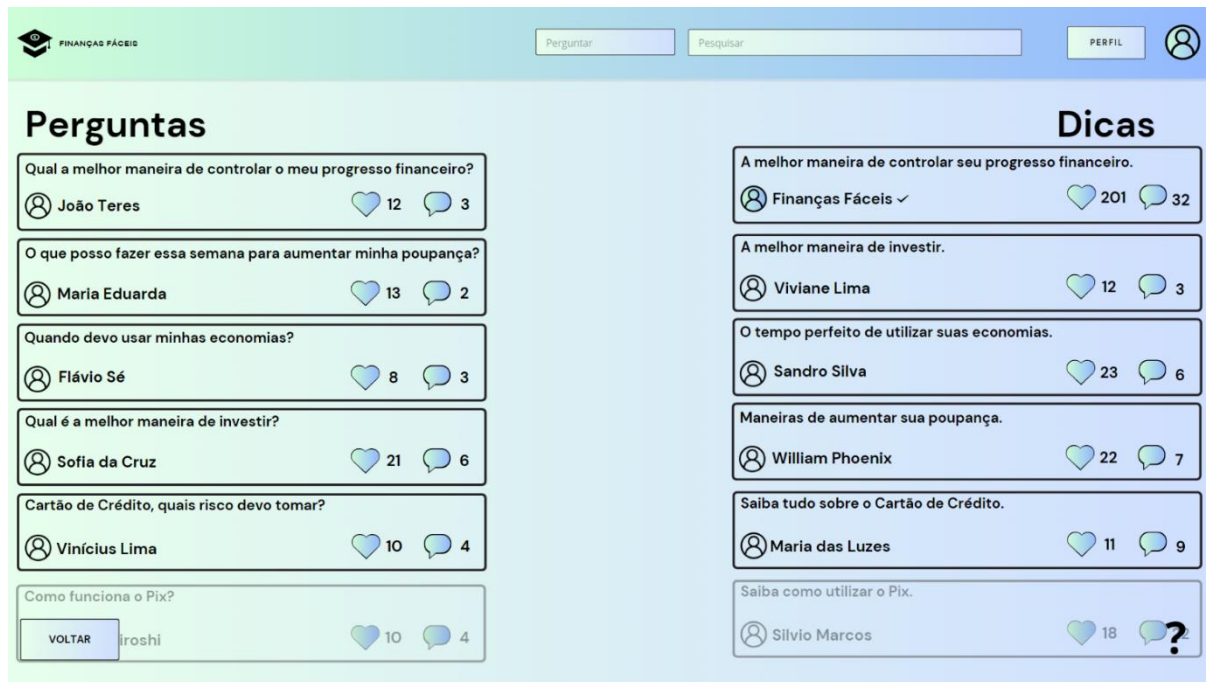 FINANÇAS FÁCEIS
Perguntar
Pesquisar
PERFIL
Perguntas
Qual a melhor maneira de controlar o meu progresso financeiro?
João Teres 12 3
O que posso fazer essa semana para aumentar minha poupança?
Maria Eduarda 13 2
Quando devo usar minhas economias?
Flávio Sé 8 3
Qual é a melhor maneira de investir?
Sofia da Cruz 21 6
Cartão de Crédito, quais risco devo tomar?
Vinícius Lima 10 4
Como funciona o Pix?
iroshi 10 4
VOLTAR
Dicas
A melhor maneira de controlar seu progresso financeiro.
Finanças Fáceis ✓ 201 32
A melhor maneira de investir.
Viviane Lima 12 3
O tempo perfeito de utilizar suas economias.
Sandro Silva 23 6
Maneiras de aumentar sua poupança.
William Phoenix 22 7
Saiba tudo sobre o Cartão de Crédito.
Maria das Luzes 11 9
Saiba como utilizar o Pix.
Silvio Marcos 18
?